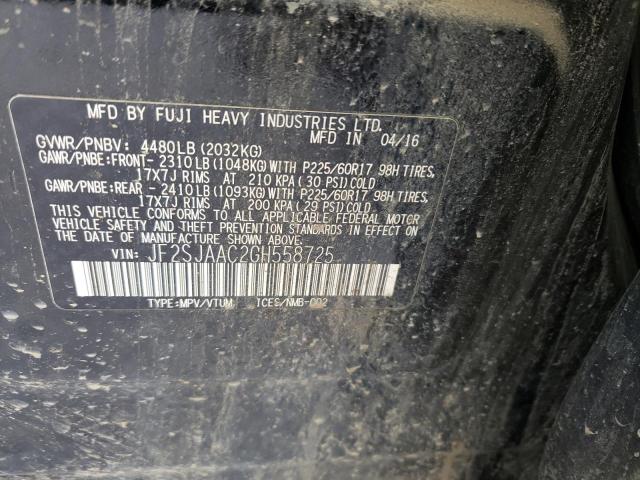 MFD BY FUJI HEAVY INDUSTRIES LTD.
MFD IN 04/16
GVWR/PNBV: 4480LB (2032KG)
GAWR/PNBE:FRONT- 2310LB (1048KG) WITH P225/60R17 98H TIRES,
17X7J RIMS AT 210 KPA (30 PSI) COLD
GAWR/PNBE:REAR - 2410LB (1093KG) WITH P225/60R17 98H TIRES,
17X7J RIMS AT 200 KPA (29 PSI) COLD
THIS VEHICLE CONFORMS TO ALL APPLICABLE FEDERAL MOTOR
VEHICLE SAFETY AND THEFT PREVENTION STANDARDS IN
EFFECT ON THE DATE OF MANUFACTURE SHOWN ABOVE.
VIN: JF2SJAAC2GH558725
TYPE:MPV/VTUM ICES/NMB-002